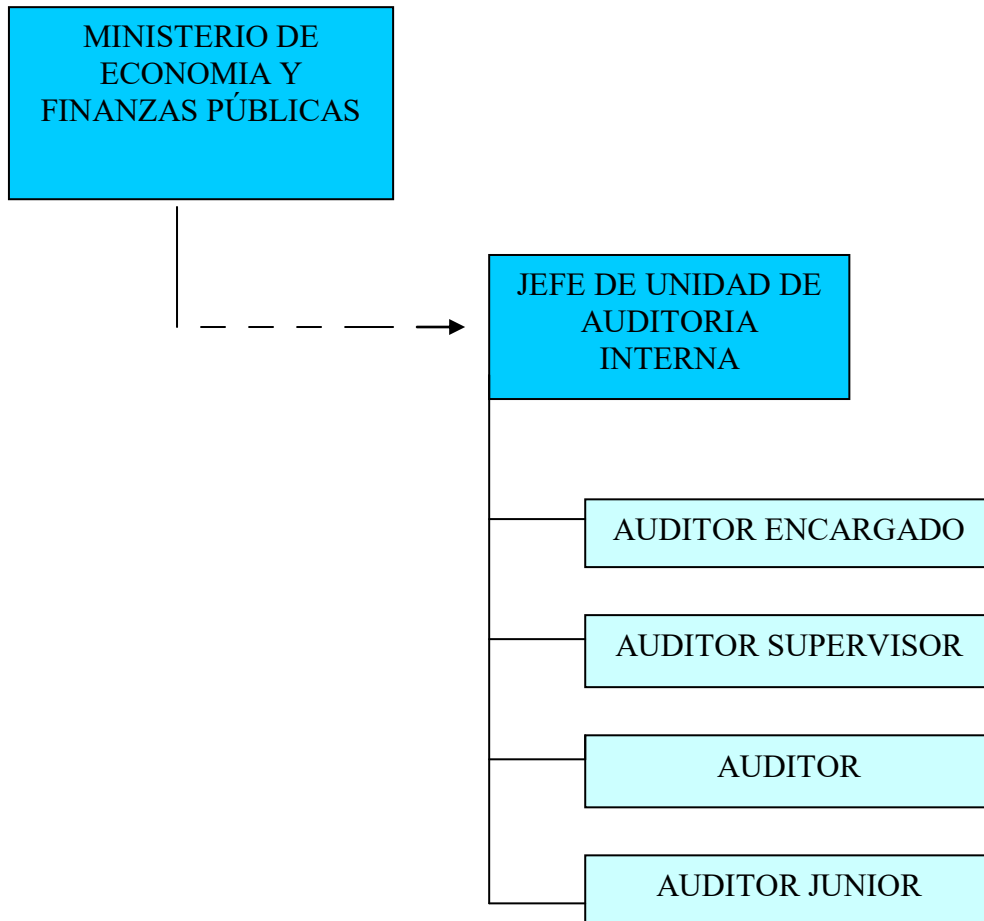 MINISTERIO DE
ECONOMIA Y
FINANZAS PÚBLICAS
JEFE DE UNIDAD DE
AUDITORIA
INTERNA
AUDITOR ENCARGADO
AUDITOR SUPERVISOR
AUDITOR
AUDITOR JUNIOR